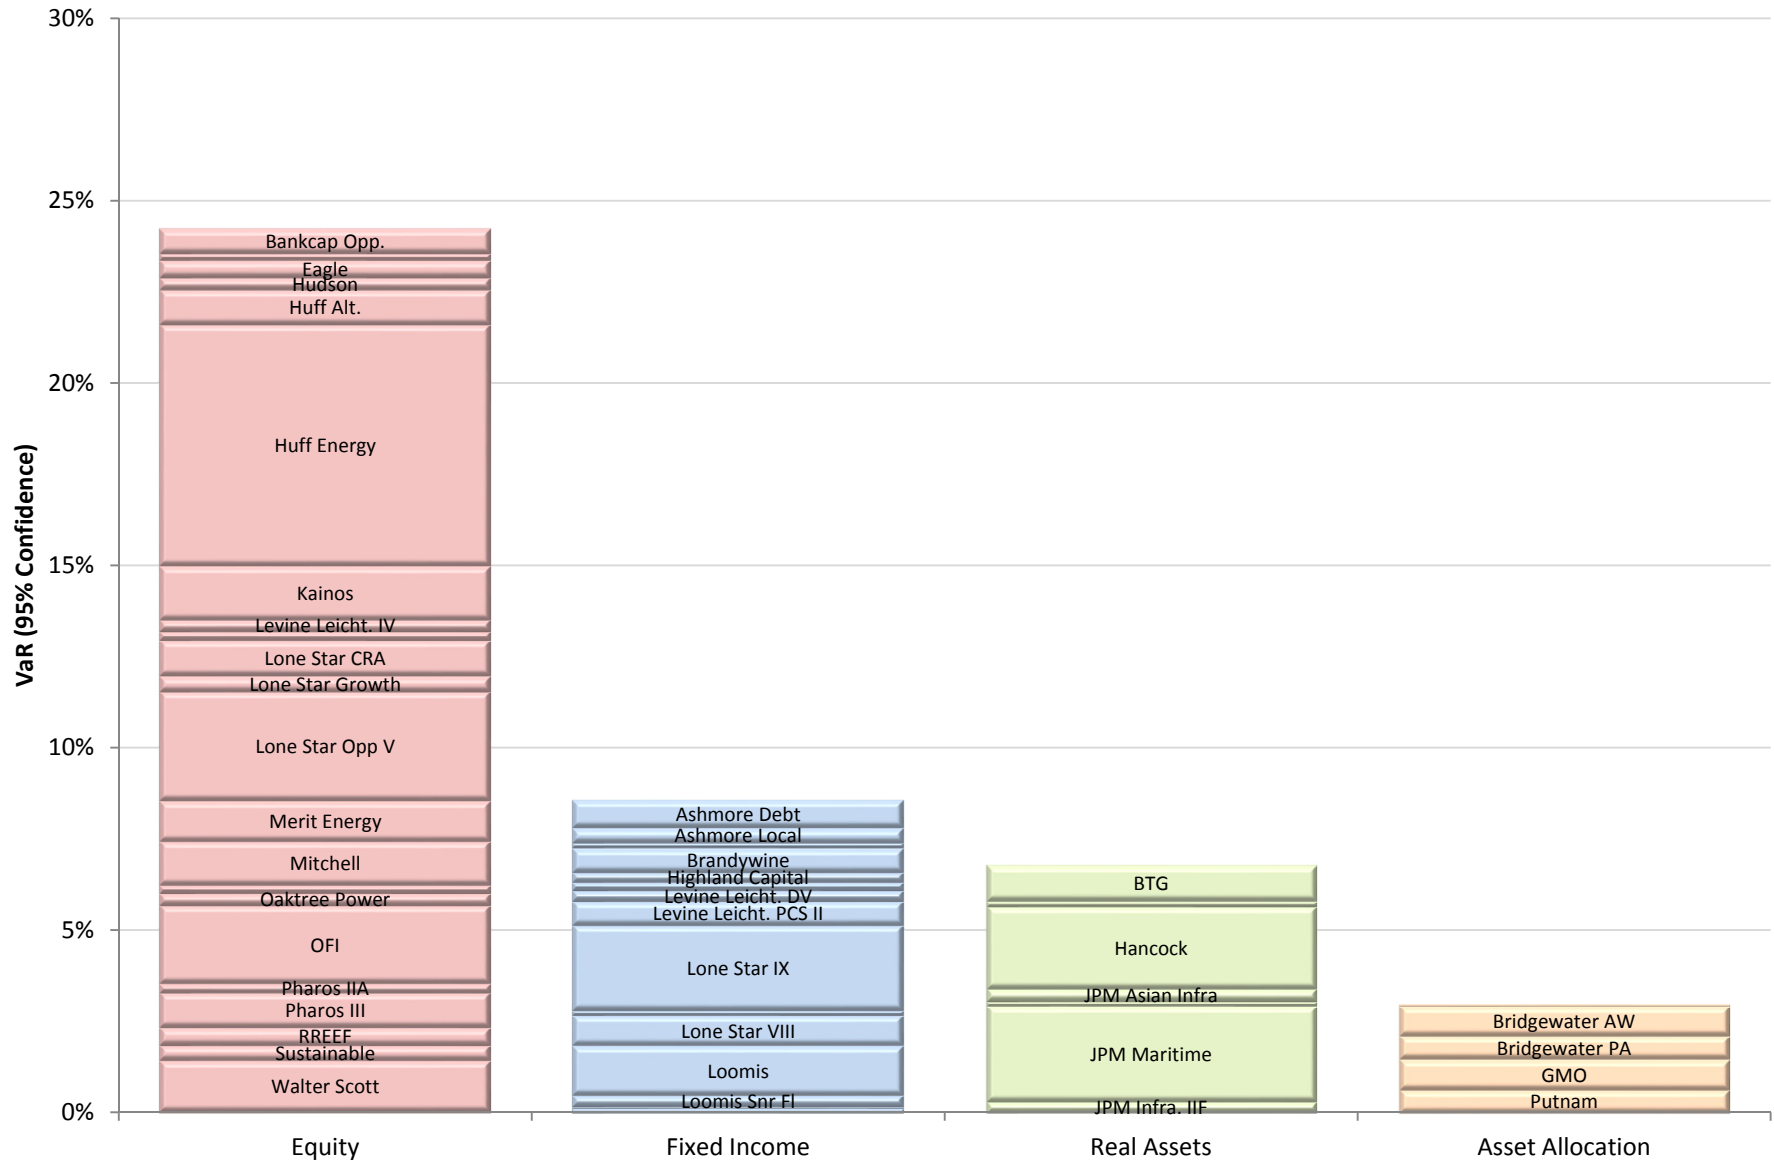 30%
25%
20%
15%
10%
5%
0%
VaR (95% Confidence)
Bankcap Opp.
Eagle
Hudson
Huff Alt.
Huff Energy
Kainos
Levine Leicht. IV
Lone Star CRA
Lone Star Growth
Lone Star Opp V
Merit Energy
Mitchell
Oaktree Power
OFI
Pharos IIA
Pharos III
RREEF
Sustainable
Walter Scott
Ashmore Debt
Ashmore Local
Brandywine
Highland Capital
Levine Leicht. DV
Levine Leicht. PCS II
Lone Star IX
Lone Star VIII
Loomis
Loomis Snr Fl
BTG
Hancock
JPM Asian Infra
JPM Maritime
JPM Infra. IIF
Bridgewater AW
Bridgewater PA
GMO
Putnam
Equity
Fixed Income
Real Assets
Asset Allocation